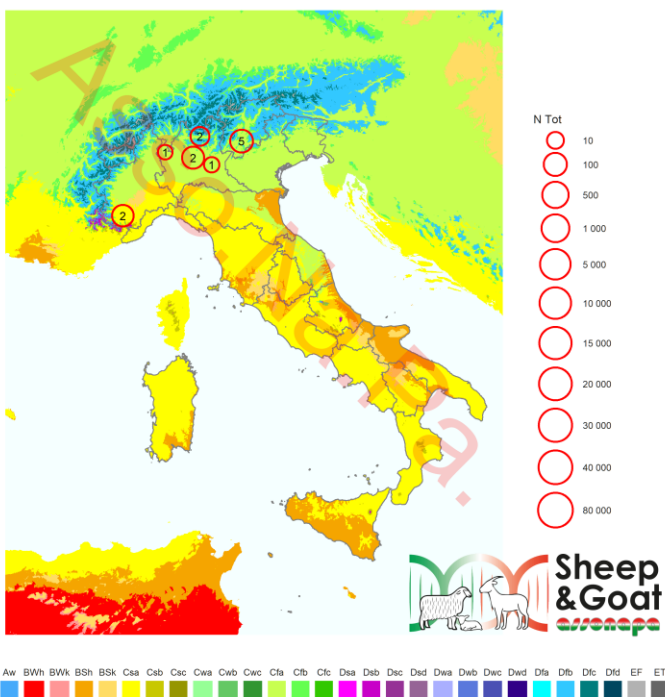 Asso.Na.Pa.
N Tot
10
100
500
1 000
5 000
10 000
15 000
20 000
30 000
40 000
80 000
2
5
1
2
1
2
Sheep
&Goat
assonapa
Aw BWh BWk BSh BSk Csa Csb Csc Cwa Cwb Cwc Cfa Cfb Cfc Dsa Dsb Dsc Dsd Dwa Dwb Dwc Dwd Dfa Dfb Dfc Dfd EF ET